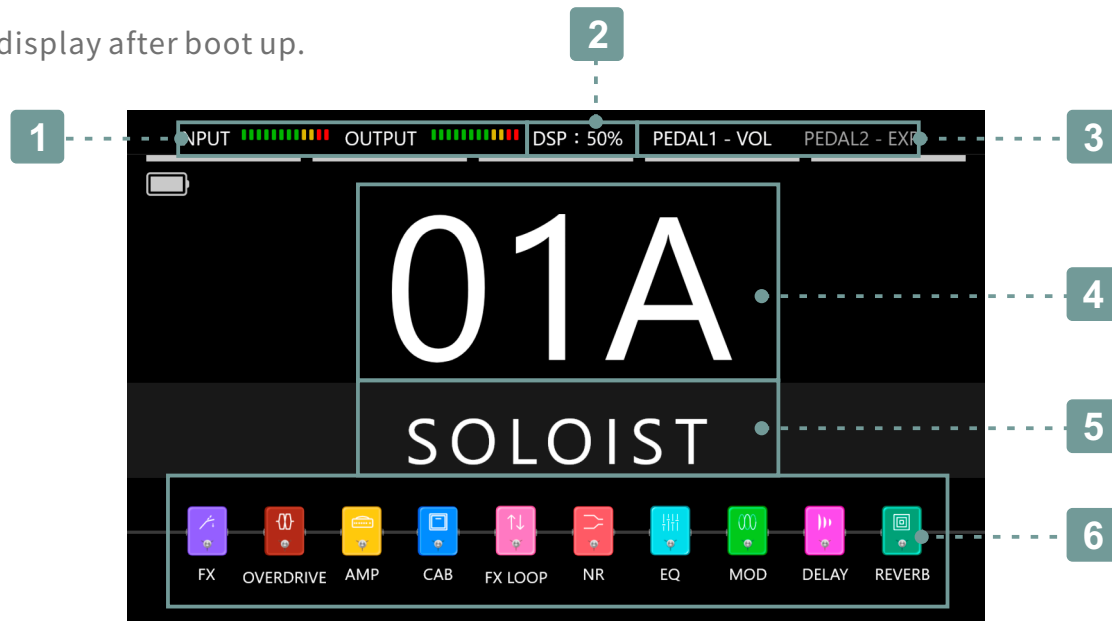 display after boot up.
2
1
INPUT OUTPUT DSP : 50% PEDAL1 - VOL PEDAL2 - EXP
3
01A
4
SOLOIST
5
6
FX OVERDRIVE AMP CAB FX LOOP NR EQ MOD DELAY REVERB